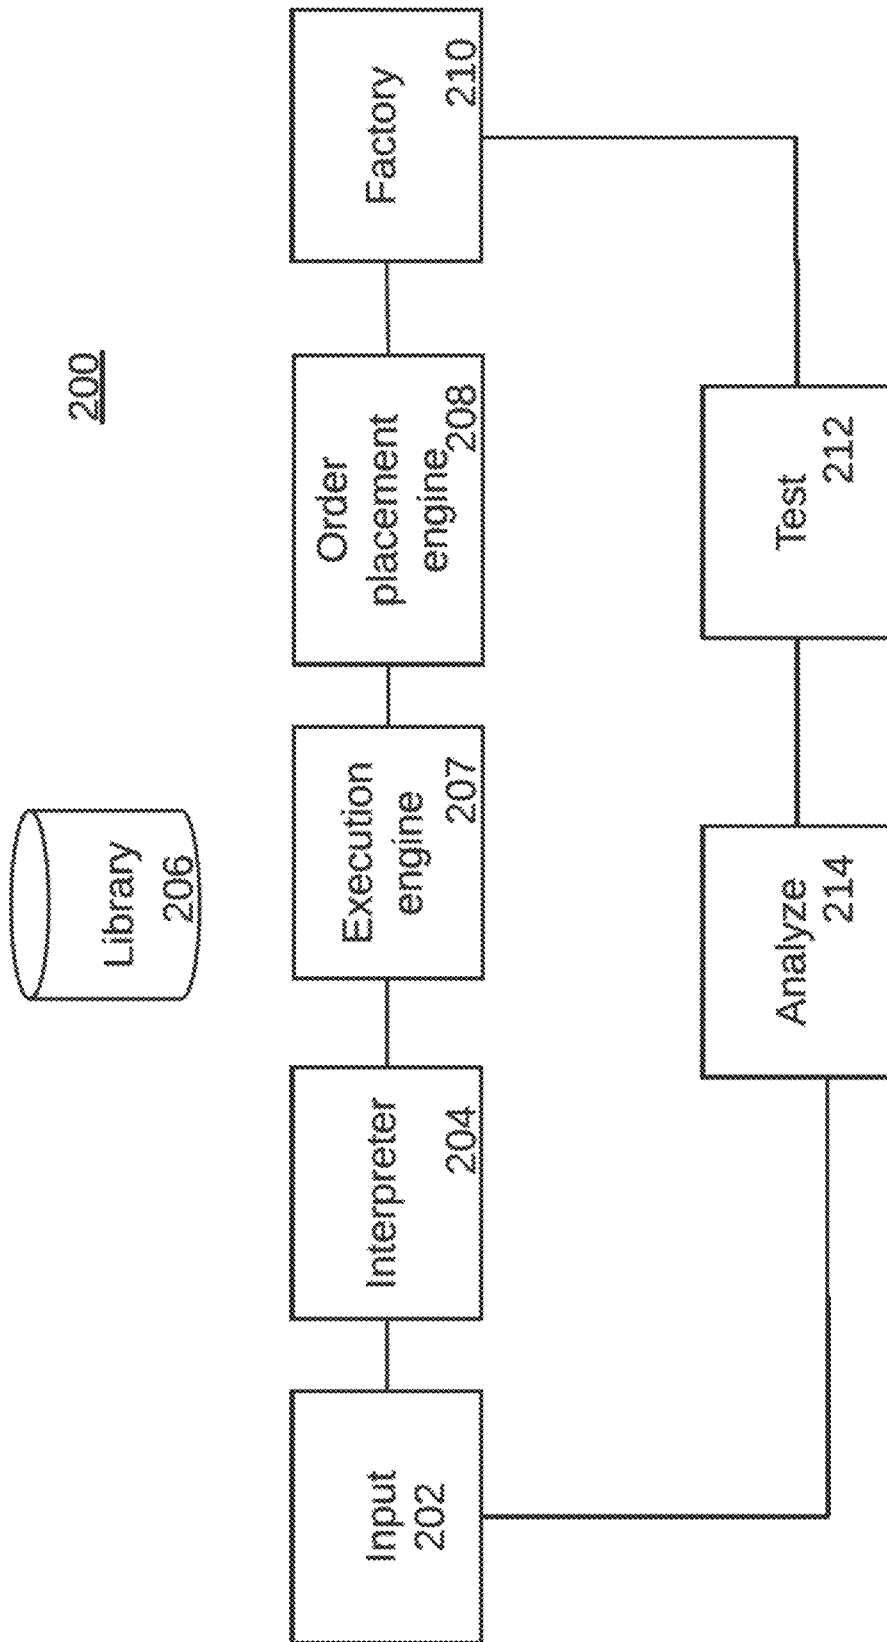 200
Library
206
Input
202
Interpreter
204
Execution
engine
207
Order
placement
engine
208
Factory
210
Analyze
214
Test
212